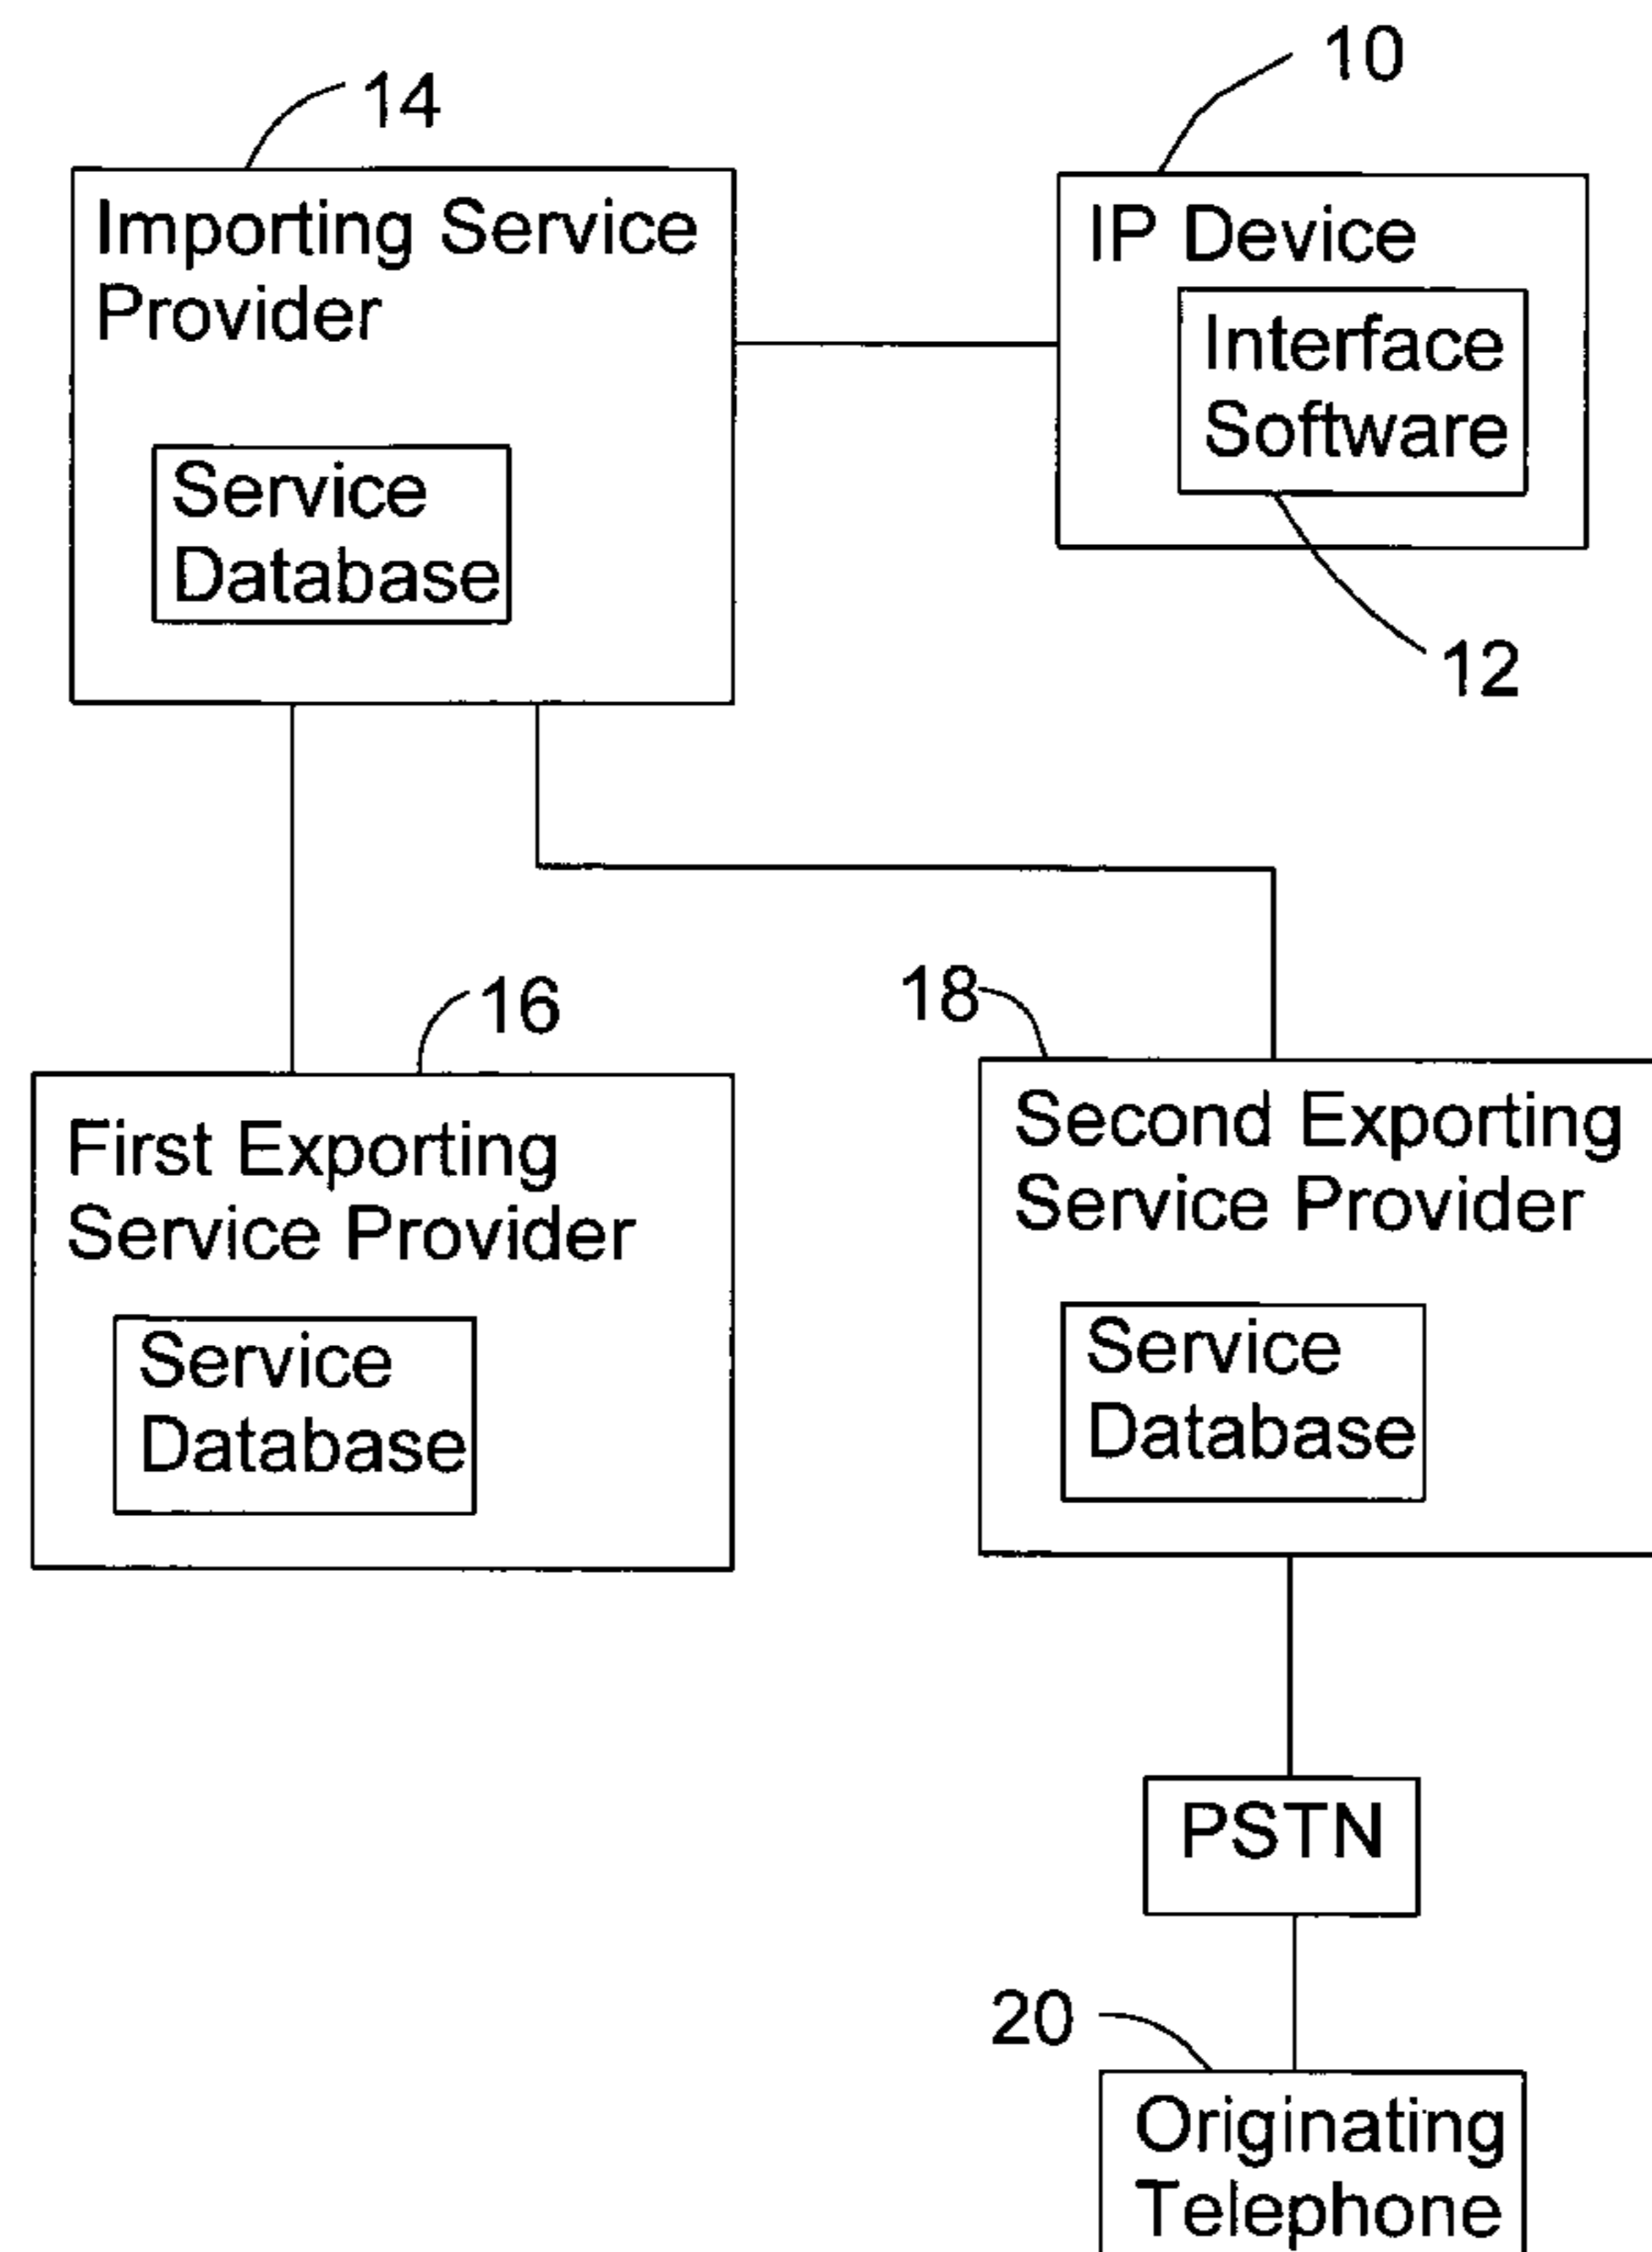 14
10
Importing Service
Provider
Service
Database
IP Device
Interface
Software
12
16
18
First Exporting
Service Provider
Service
Database
Second Exporting
Service Provider
Service
Database
PSTN
20
Originating
Telephone